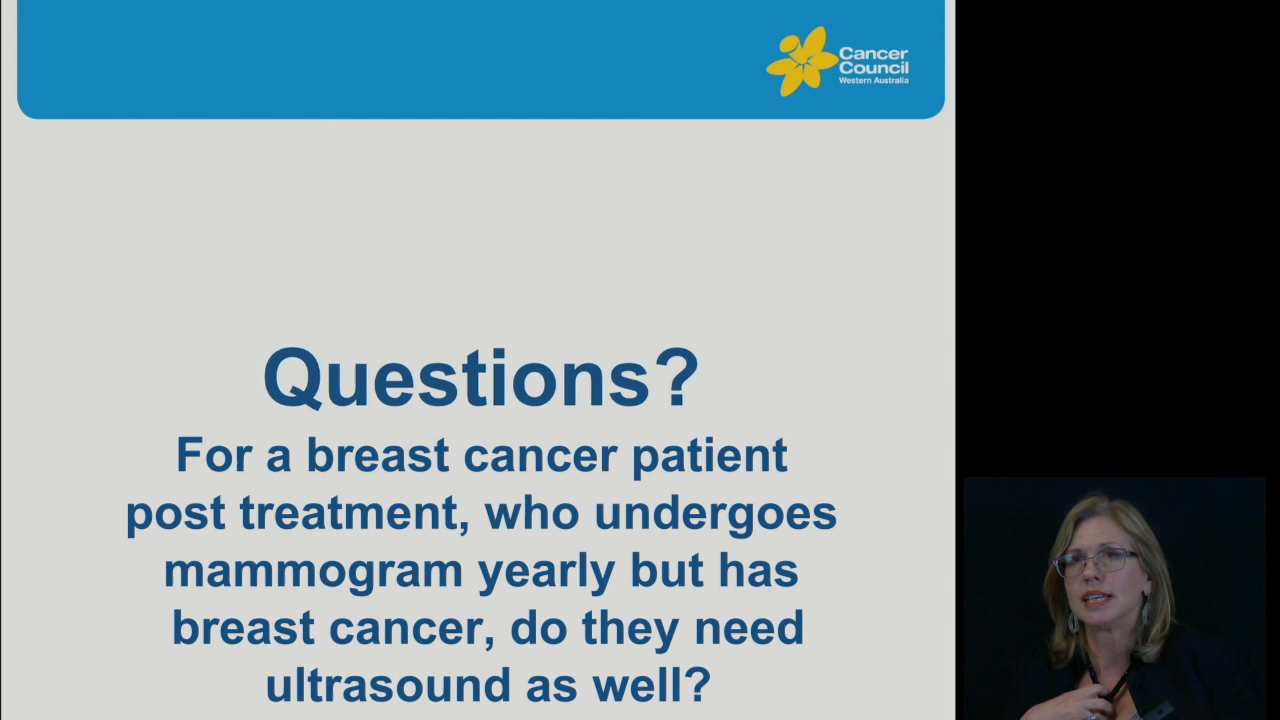 Cancer
Council
Western Australia
Questions?
For a breast cancer patient
post treatment, who undergoes
mammogram yearly but has
breast cancer, do they need
ultrasound as well?